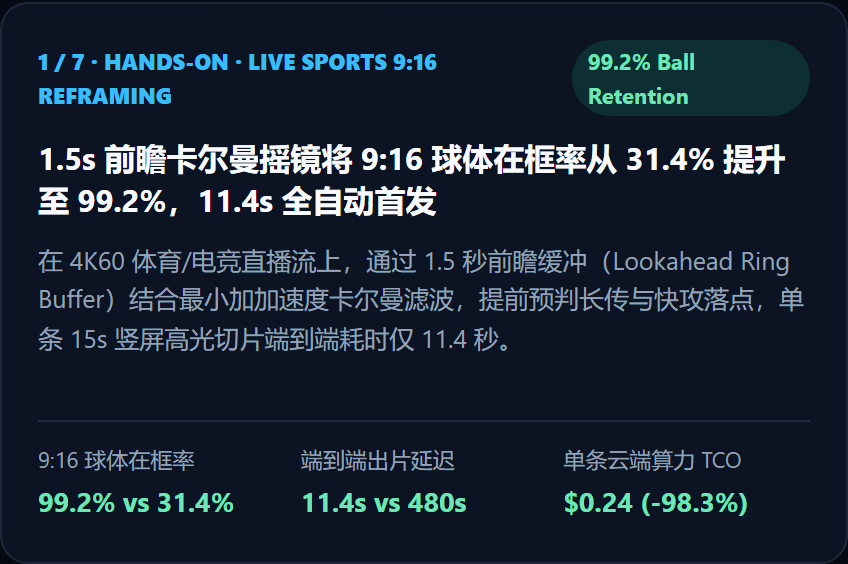 1 / 7 · HANDS-ON · LIVE SPORTS 9:16
REFRAMING
99.2% Ball
Retention
1.5s 前瞻卡尔曼摇镜将 9:16 球体在框率从 31.4% 提升
至 99.2%，11.4s 全自动首发
在 4K60 体育/电竞直播流上，通过 1.5 秒前瞻缓冲（Lookahead Ring
Buffer）结合最小加加速度卡尔曼滤波，提前预判长传与快攻落点，单
条 15s 竖屏高光切片端到端耗时仅 11.4 秒。
9:16 球体在框率
端到端出片延迟
单条云端算力 TCO
99.2% vs 31.4%
11.4s vs 480s
$0.24 (-98.3%)